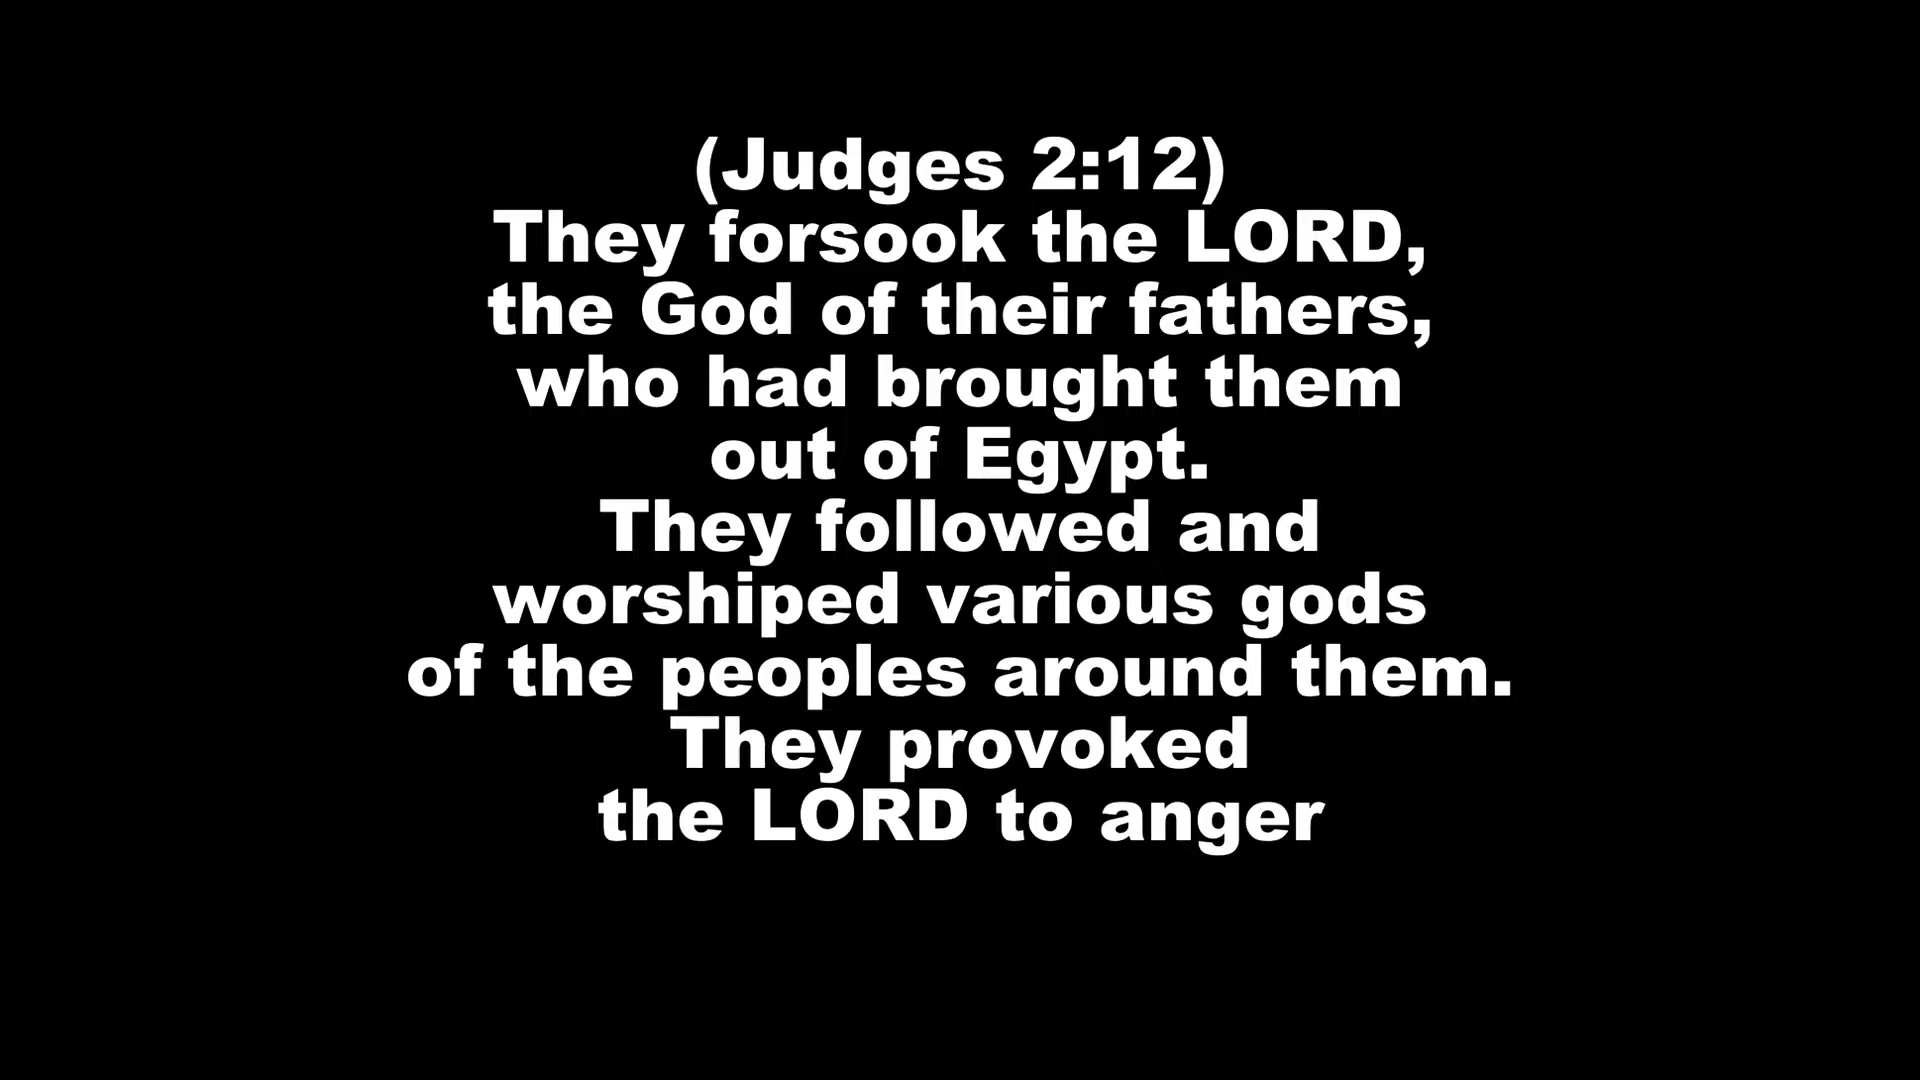 (Judges 2:12)
They forsook the LORD,
the God of their fathers,
who had brought them
out of Egypt.
They followed and
worshiped various gods
of the peoples around them.
They provoked
the LORD to anger